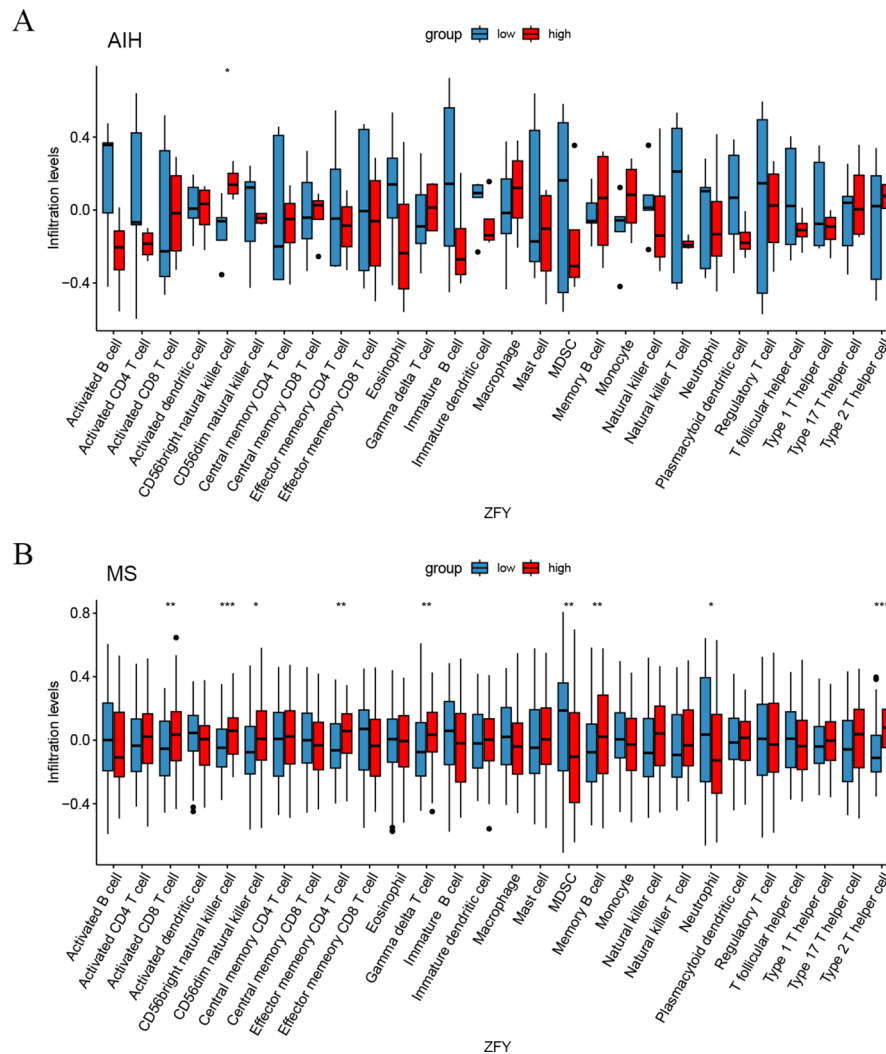 A
AIH
group low high
*
Infiltration levels
0.4
0.0
−0.4
Activated B cell
Activated CD4 T cell
Activated CD8 T cell
Activated dendritic cell
CD56bright natural killer cell
CD56dim natural killer cell
Central memory CD4 T cell
Central memory CD8 T cell
Effector memeory CD4 T cell
Effector memeory CD8 T cell
Eosinophil
Gamma delta T cell
Immature B cell
Immature dendritic cell
Macrophage
Mast cell
MDSC
Memory B cell
Monocyte
Natural killer cell
Natural killer T cell
Neutrophil
Plasmacytoid dendritic cell
Regulatory T cell
T follicular helper cell
Type 1 T helper cell
Type 17 T helper cell
Type 2 T helper cell
ZFY
B
MS
group low high
** *** * ** ** ** ** * ***
Infiltration levels
0.8
0.4
0.0
−0.4
Activated B cell
Activated CD4 T cell
Activated CD8 T cell
Activated dendritic cell
CD56bright natural killer cell
CD56dim natural killer cell
Central memory CD4 T cell
Central memory CD8 T cell
Effector memeory CD4 T cell
Effector memeory CD8 T cell
Eosinophil
Gamma delta T cell
Immature B cell
Immature dendritic cell
Macrophage
Mast cell
MDSC
Memory B cell
Monocyte
Natural killer cell
Natural killer T cell
Neutrophil
Plasmacytoid dendritic cell
Regulatory T cell
T follicular helper cell
Type 1 T helper cell
Type 17 T helper cell
Type 2 T helper cell
ZFY